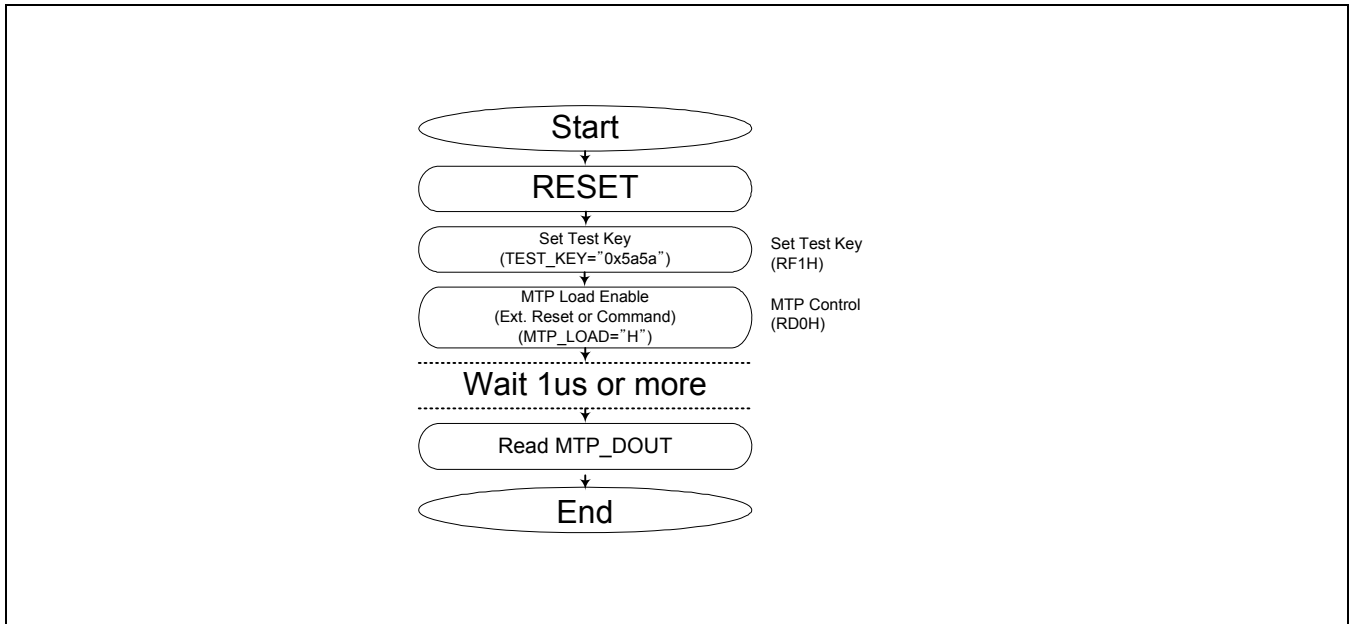 Start
RESET
Set Test Key
(TEST_KEY=”0x5a5a”)
Set Test Key
(RF1H)
MTP Load Enable
(Ext. Reset or Command)
(MTP_LOAD=”H”)
MTP Control
(RD0H)
Wait 1us or more
Read MTP_DOUT
End